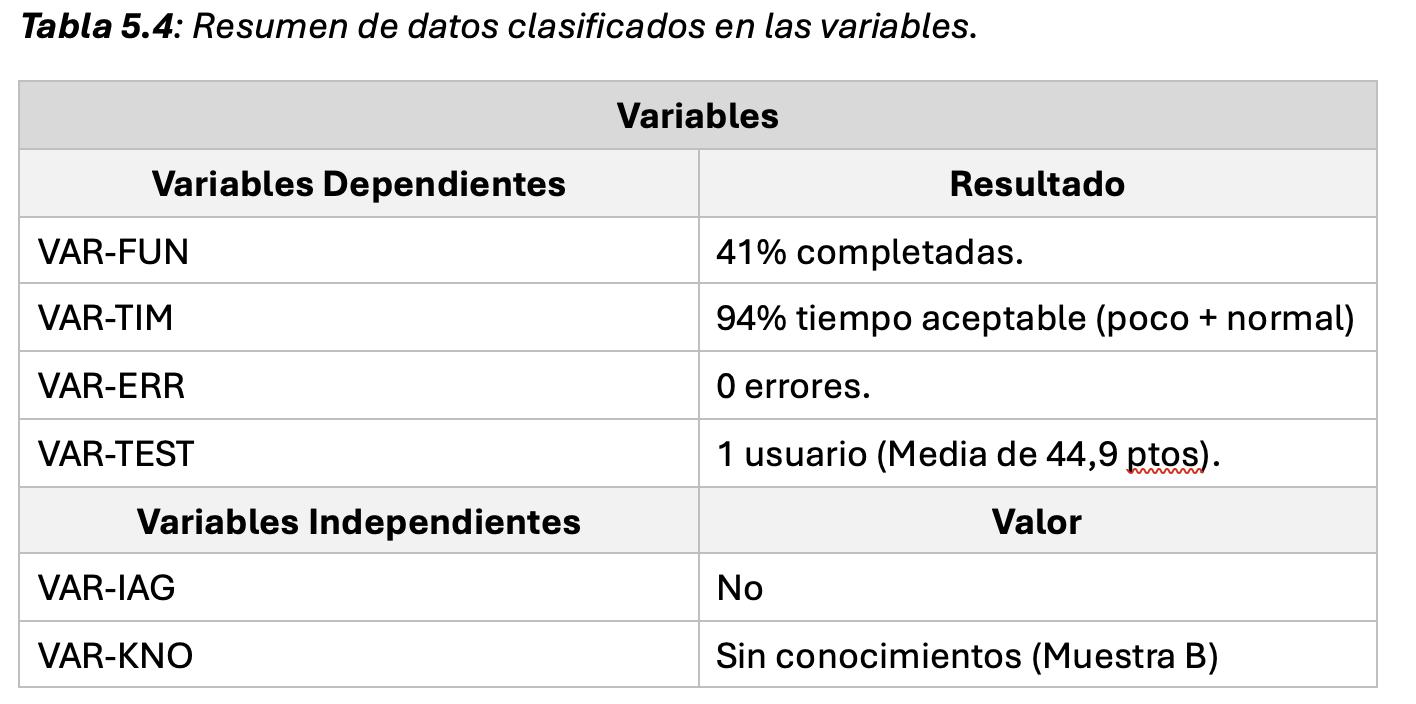 Tabla 5.4: Resumen de datos clasificados en las variables.
Variables
Variables Dependientes Resultado
VAR-FUN 41% completadas.
VAR-TIM 94% tiempo aceptable (poco + normal)
VAR-ERR 0 errores.
VAR-TEST 1 usuario (Media de 44,9 ptos).
Variables Independientes Valor
VAR-IAG No
VAR-KNO Sin conocimientos (Muestra B)